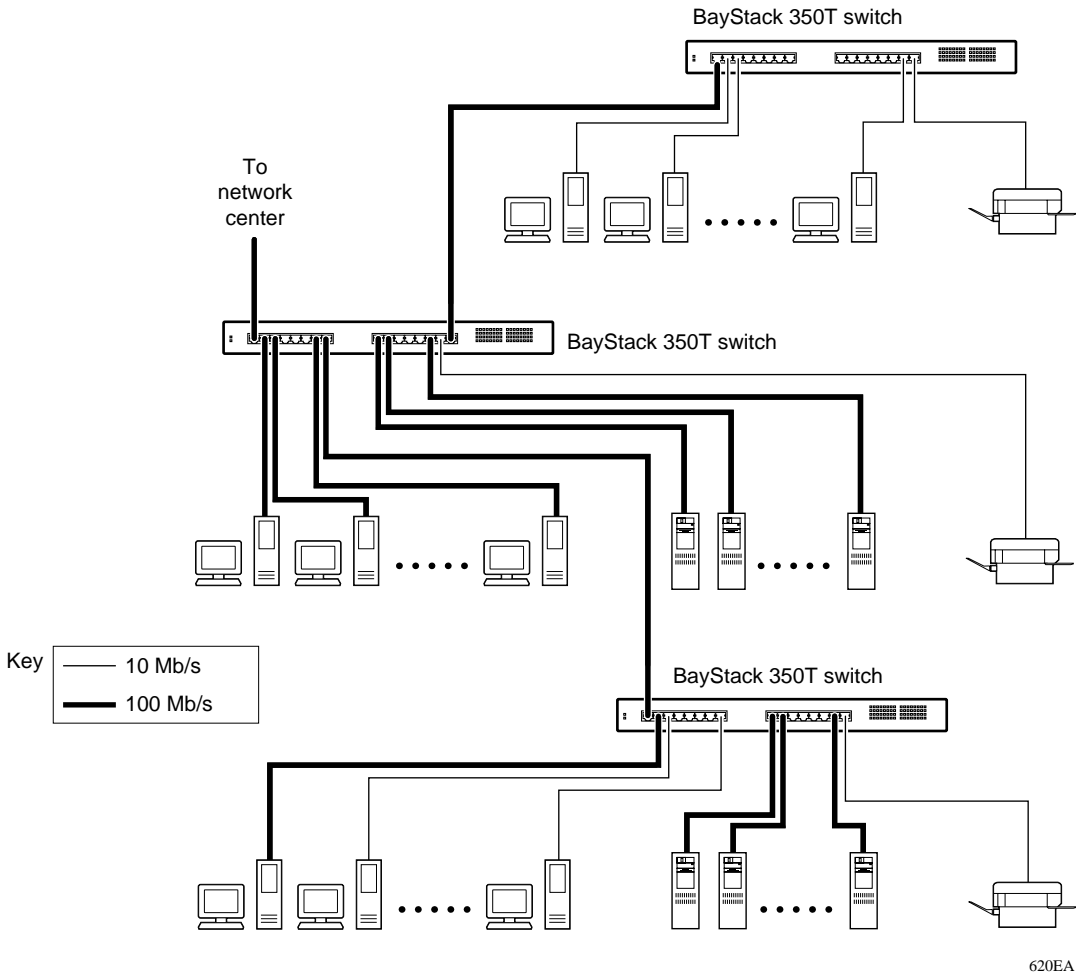 BayStack 350T switch
To
network
center
BayStack 350T switch
Key
10 Mb/s
100 Mb/s
BayStack 350T switch
620EA